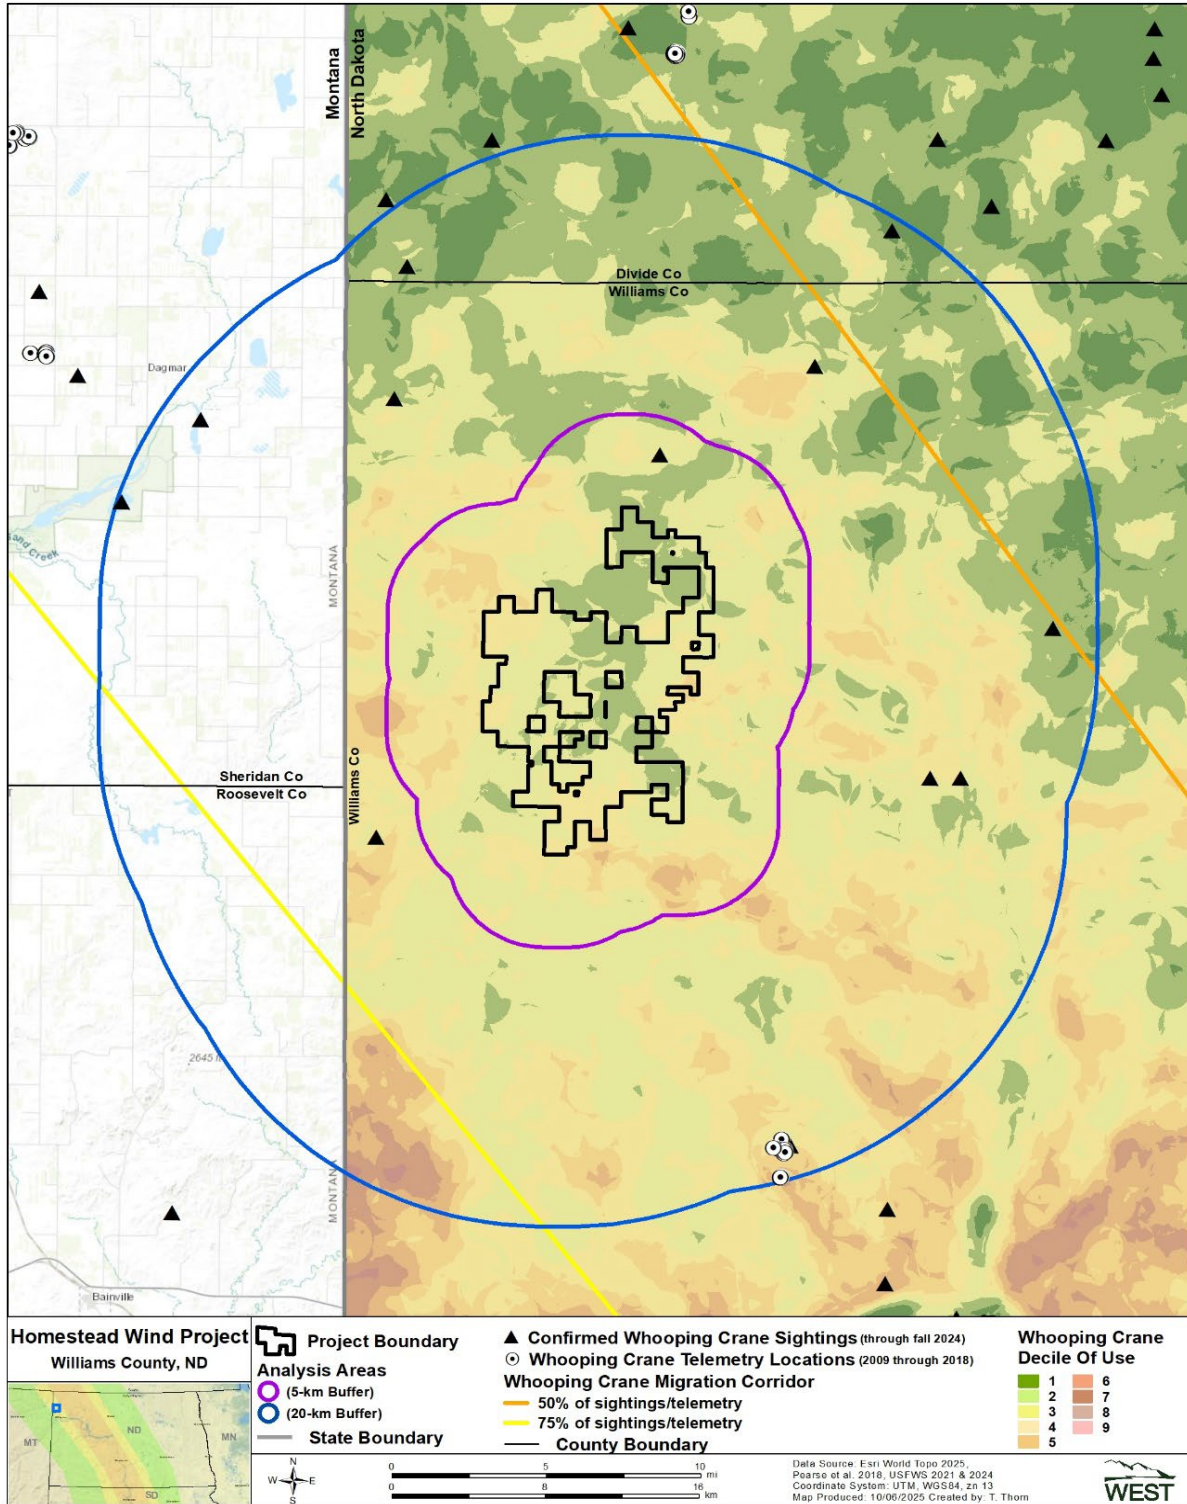 Montana
North Dakota
Divide Co
Williams Co
Dagmar
MONTANA
Sheridan Co
Roosevelt Co
Williams Co
2645 ft
MONTANA
Bainville
Homestead Wind Project
Williams County, ND
MT
ND
MN
SD
Project Boundary
Analysis Areas
(5-km Buffer)
(20-km Buffer)
State Boundary
Confirmed Whooping Crane Sightings (through fall 2024)
Whooping Crane Telemetry Locations (2009 through 2018)
Whooping Crane Migration Corridor
50% of sightings/telemetry
75% of sightings/telemetry
County Boundary
Whooping Crane
Decile Of Use
1
2
3
4
5
6
7
8
9
N
W E
S
0 5 10
mi
0 8 16
km
Data Source: Esri World Topo 2025,
Pearse et al. 2018, USFWS 2021 & 2024
Coordinate System: UTM, WGS84, zn 13
Map Produced: 10/06/2025 Created by: T. Thorn
WEST